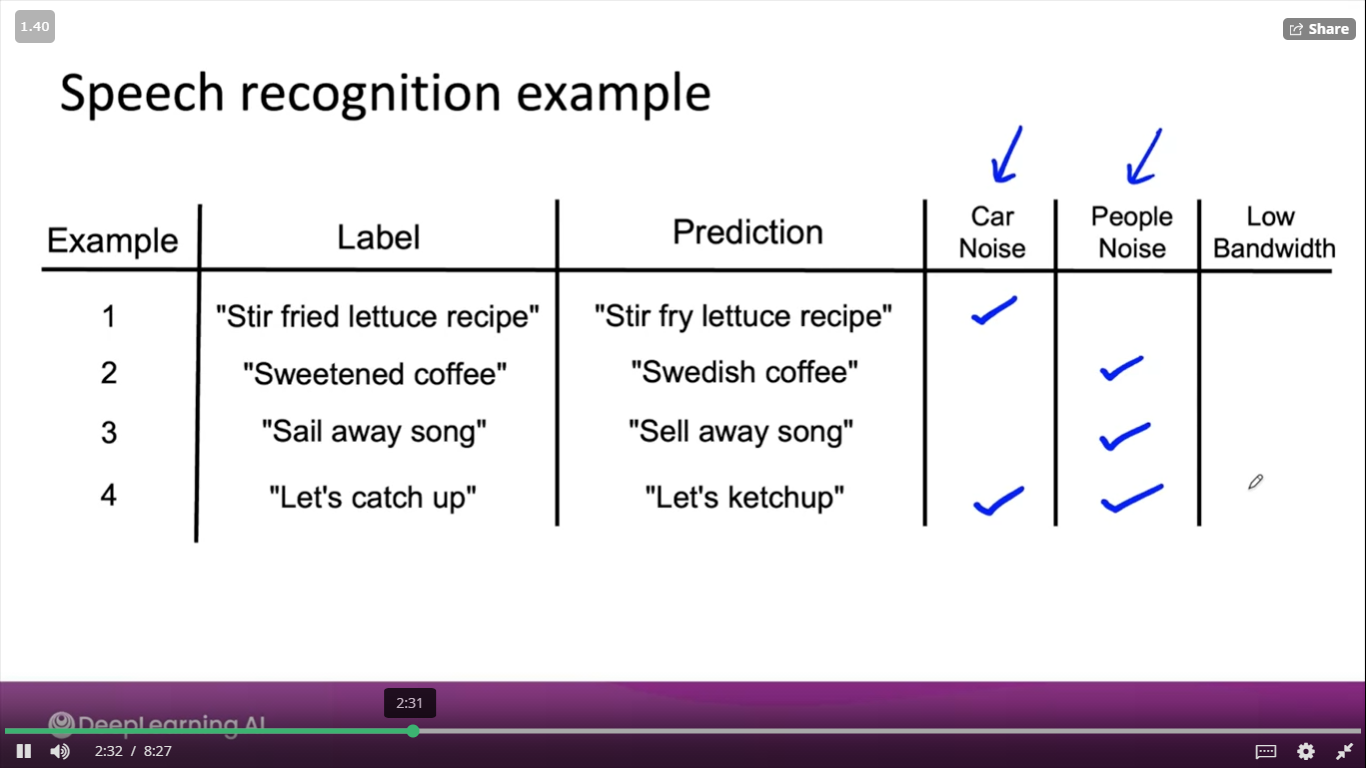 1.40
Share
Speech recognition example
Example Label Prediction Car Noise People Noise Low Bandwidth
1 "Stir fried lettuce recipe" "Stir fry lettuce recipe"
2 "Sweetened coffee" "Swedish coffee"
3 "Sail away song" "Sell away song"
4 "Let's catch up" "Let's ketchup"
2:31
DeepLearning.AI
2:32 / 8:27